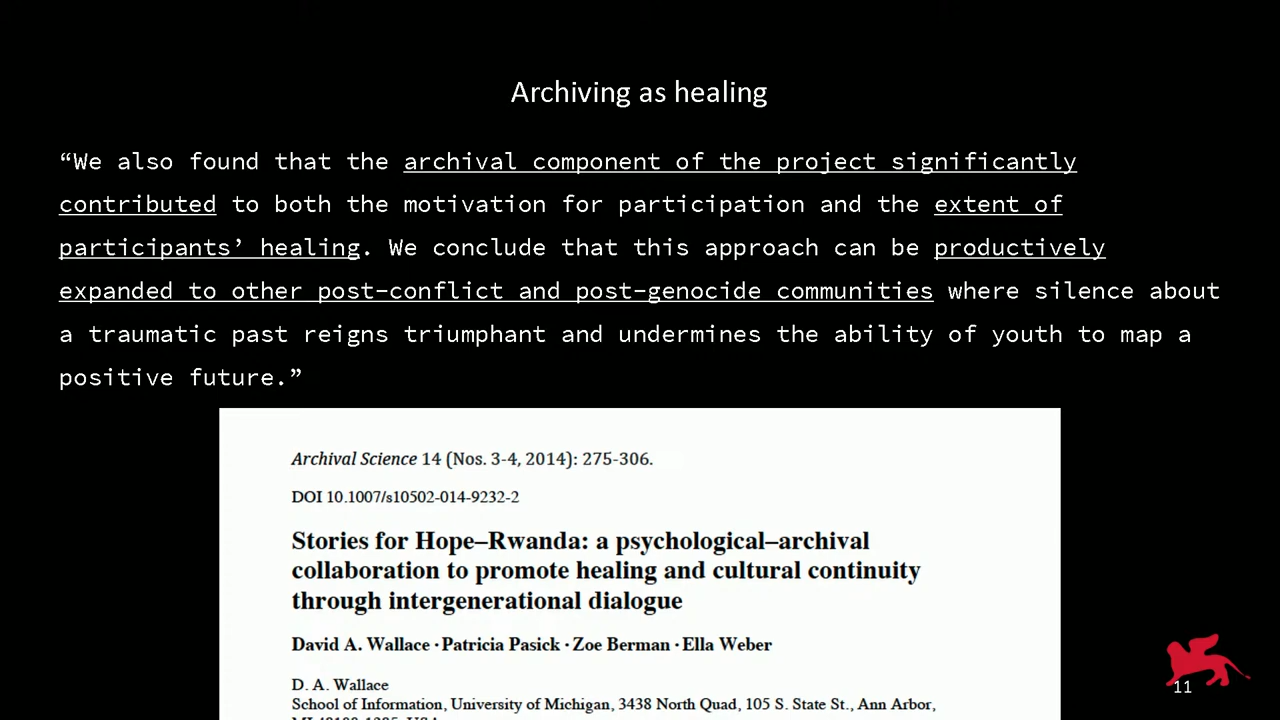 Archiving as healing
“We also found that the archival component of the project significantly
contributed to both the motivation for participation and the extent of
participants’ healing. We conclude that this approach can be productively
expanded to other post-conflict and post-genocide communities where silence about
a traumatic past reigns triumphant and undermines the ability of youth to map a
positive future.”
Archival Science 14 (Nos. 3-4, 2014): 275-306.
DOI 10.1007/s10502-014-9232-2
Stories for Hope–Rwanda: a psychological–archival
collaboration to promote healing and cultural continuity
through intergenerational dialogue
David A. Wallace · Patricia Pasick · Zoe Berman · Ella Weber
D. A. Wallace
School of Information, University of Michigan, 3438 North Quad, 105 S. State St., Ann Arbor,
11